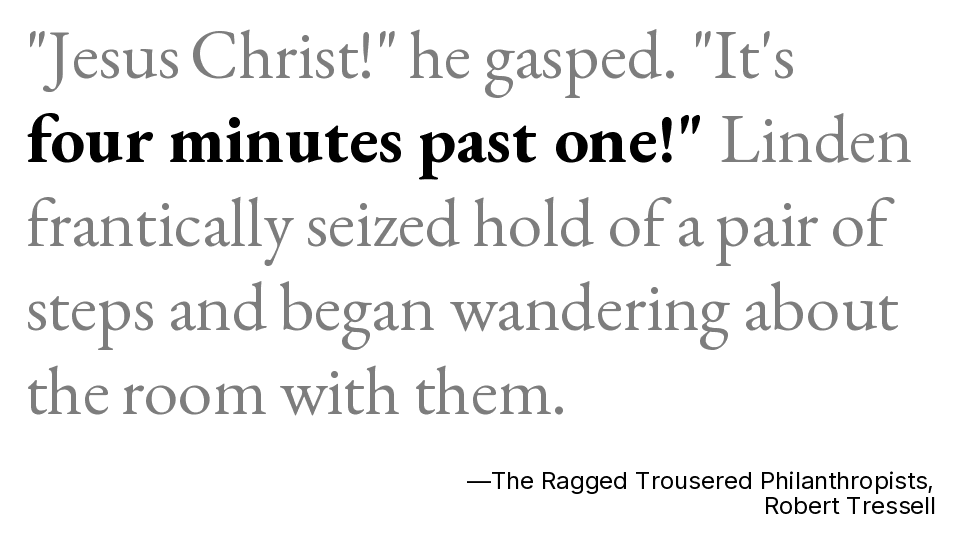 "Jesus Christ!" he gasped. "It's
four minutes past one!" Linden
frantically seized hold of a pair of
steps and began wandering about
the room with them.
—The Ragged Trousered Philanthropists,
Robert Tressell